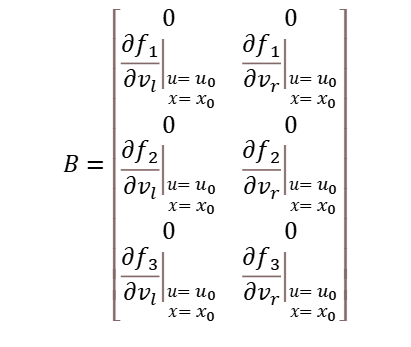 B = [ 0 0
∂f₁/∂vₗ |u= u₀ x= x₀ ∂f₁/∂vᵣ |u= u₀ x= x₀
0 0
∂f₂/∂vₗ |u= u₀ x= x₀ ∂f₂/∂vᵣ |u= u₀ x= x₀
0 0
∂f₃/∂vₗ |u= u₀ x= x₀ ∂f₃/∂vᵣ |u= u₀ x= x₀ ]